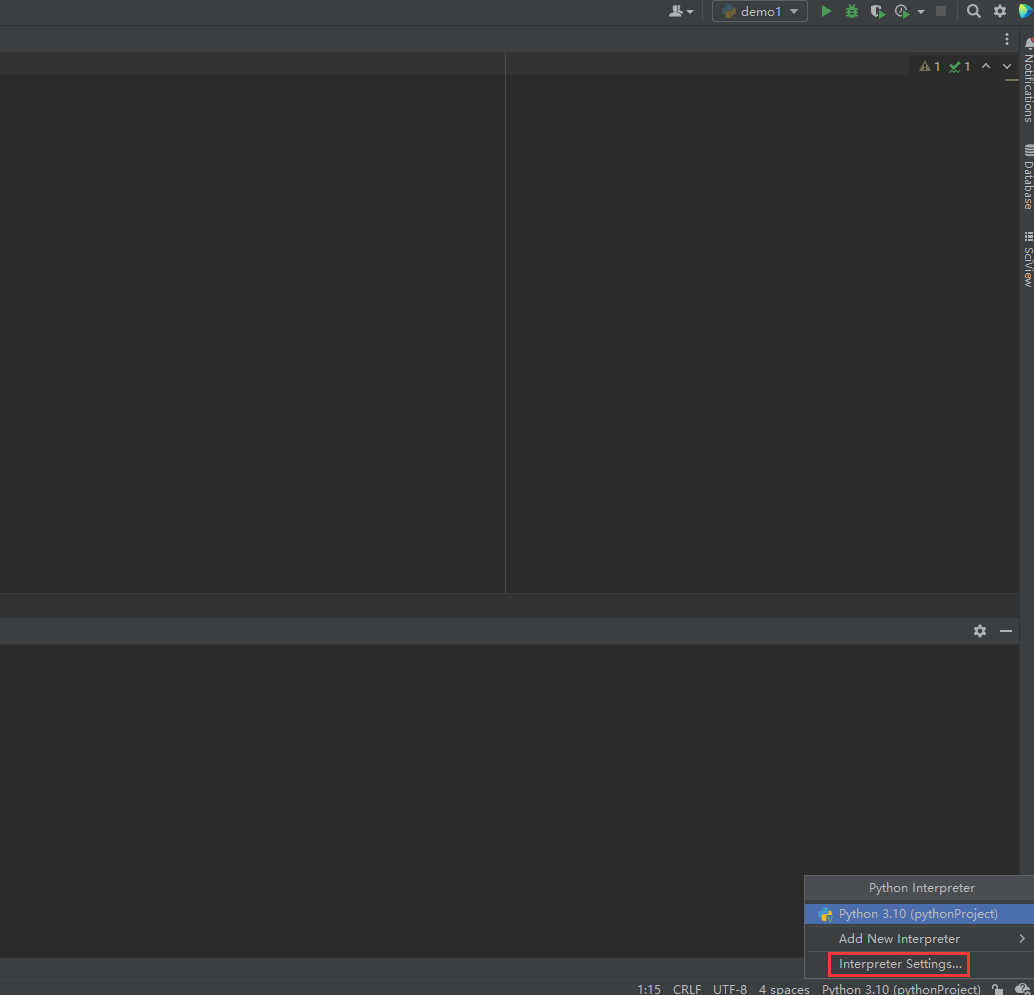 demo1
1 1
Notifications
Database
SciView
Python Interpreter
Python 3.10 (pythonProject)
Add New Interpreter
Interpreter Settings...
1:15 CRLF UTF-8 4 spaces Python 3.10 (pythonProject)